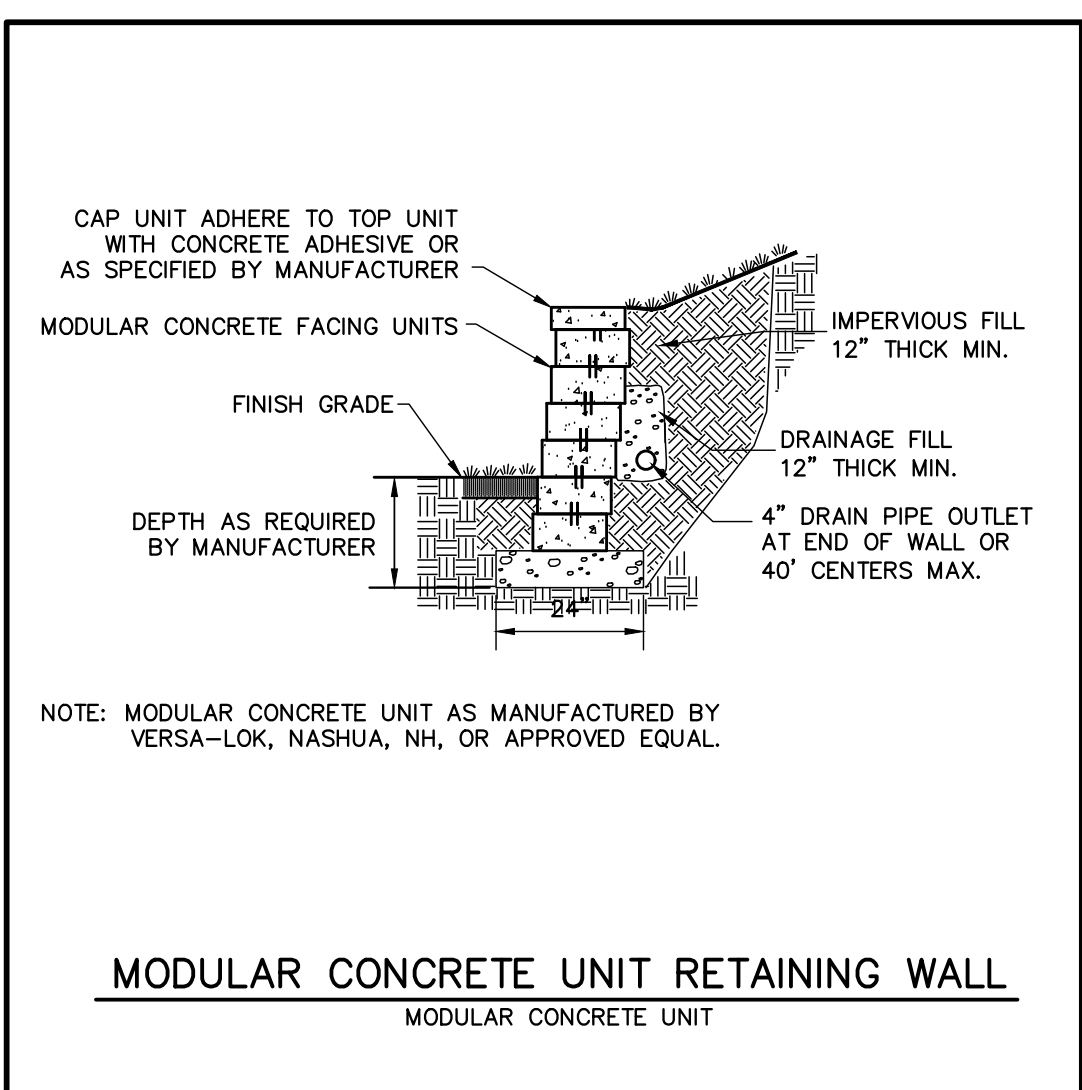 CAP UNIT ADHERE TO TOP UNIT
WITH CONCRETE ADHESIVE OR
AS SPECIFIED BY MANUFACTURER
MODULAR CONCRETE FACING UNITS
FINISH GRADE
DEPTH AS REQUIRED
BY MANUFACTURER
IMPERVIOUS FILL
12" THICK MIN.
DRAINAGE FILL
12" THICK MIN.
4" DRAIN PIPE OUTLET
AT END OF WALL OR
40' CENTERS MAX.
24"
NOTE: MODULAR CONCRETE UNIT AS MANUFACTURED BY
VERSA-LOK, NASHUA, NH, OR APPROVED EQUAL.
MODULAR CONCRETE UNIT RETAINING WALL
MODULAR CONCRETE UNIT